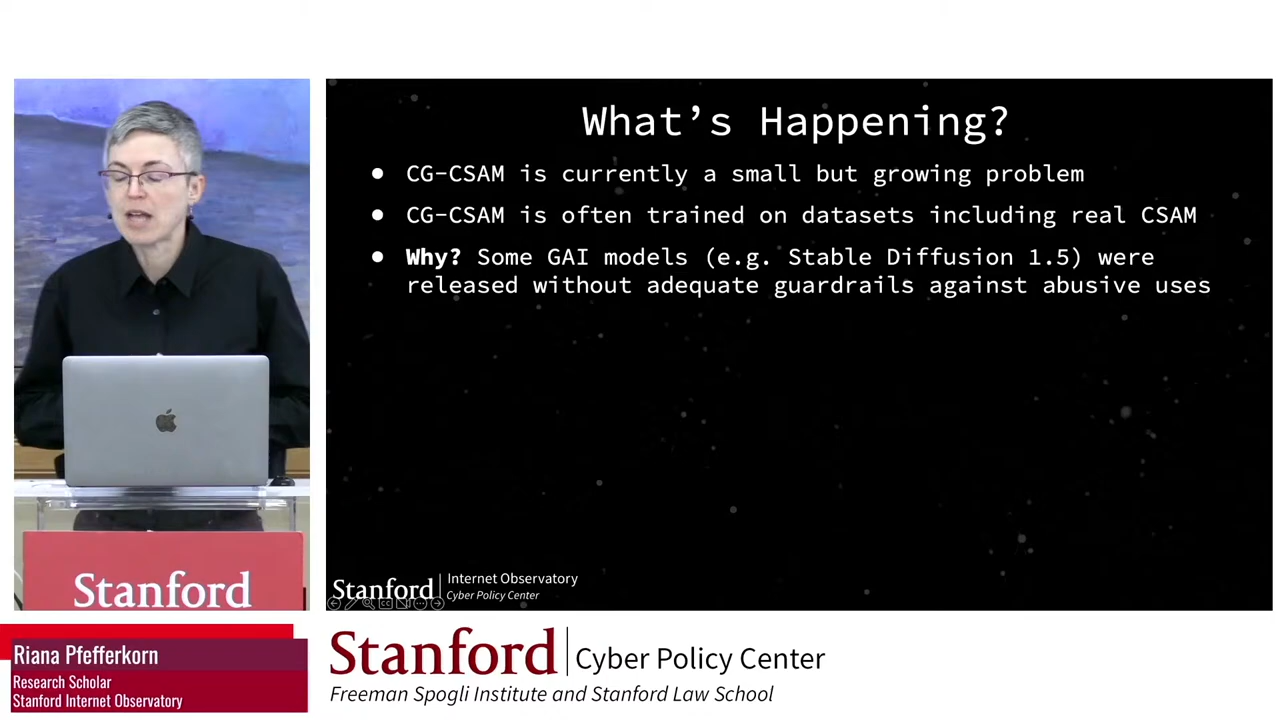 What's Happening?
● CG-CSAM is currently a small but growing problem
● CG-CSAM is often trained on datasets including real CSAM
● Why? Some GAI models (e.g. Stable Diffusion 1.5) were
released without adequate guardrails against abusive uses
Stanford
Internet Observatory
Cyber Policy Center
Stanford
Riana Pfefferkorn
Research Scholar
Stanford Internet Observatory
Stanford
Cyber Policy Center
Freeman Spogli Institute and Stanford Law School